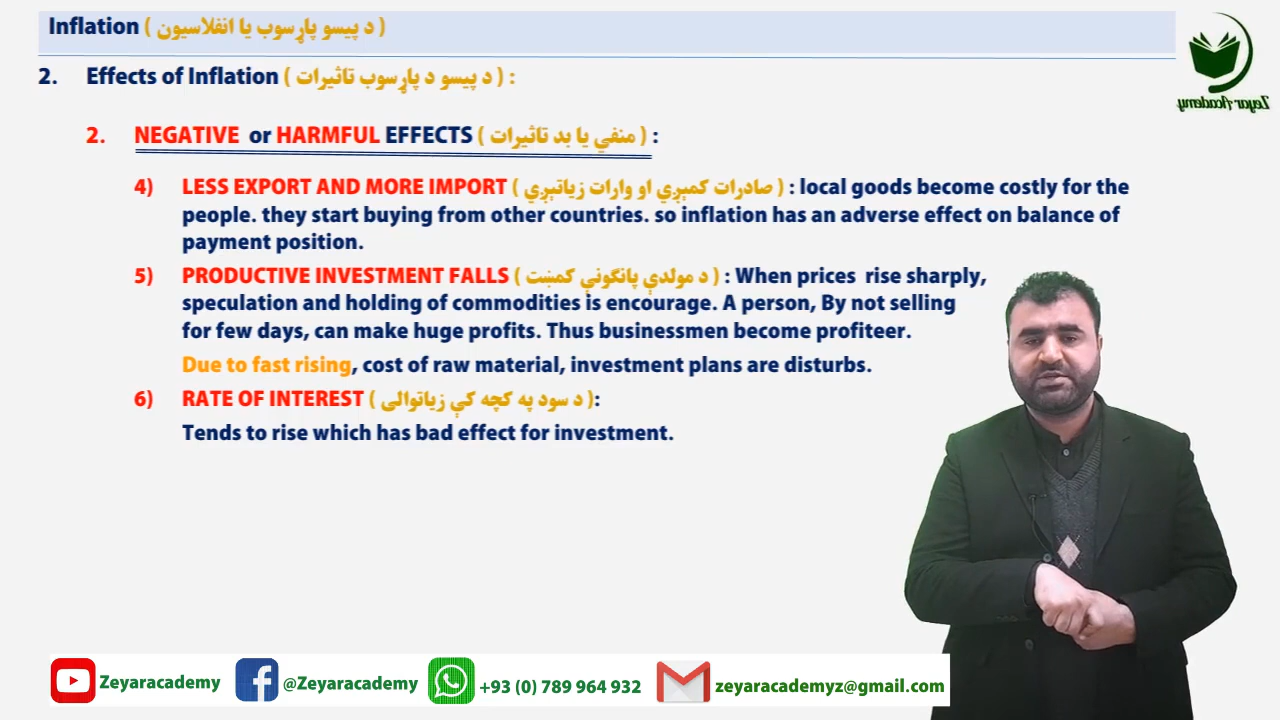 Inflation ( د پیسو پاړسوب یا انفلاسیون )
Zeyar Academy
2. Effects of Inflation ( د پیسو د پاړسوب تاثیرات ) :
2. NEGATIVE or HARMFUL EFFECTS ( منفي یا بد تاثیرات ) :
4) LESS EXPORT AND MORE IMPORT ( صادرات کمېږي او وارات زیاتېږي ) : local goods become costly for the
people. they start buying from other countries. so inflation has an adverse effect on balance of
payment position.
5) PRODUCTIVE INVESTMENT FALLS ( د مولدې پانګونې کمښت ) : When prices rise sharply,
speculation and holding of commodities is encourage. A person, By not selling
for few days, can make huge profits. Thus businessmen become profiteer.
Due to fast rising, cost of raw material, investment plans are disturbs.
6) RATE OF INTEREST ( د سود په کچه کې زیاتوالی ):
Tends to rise which has bad effect for investment.
Zeyaracademy
@Zeyaracademy
+93 (0) 789 964 932
zeyaracademyz@gmail.com